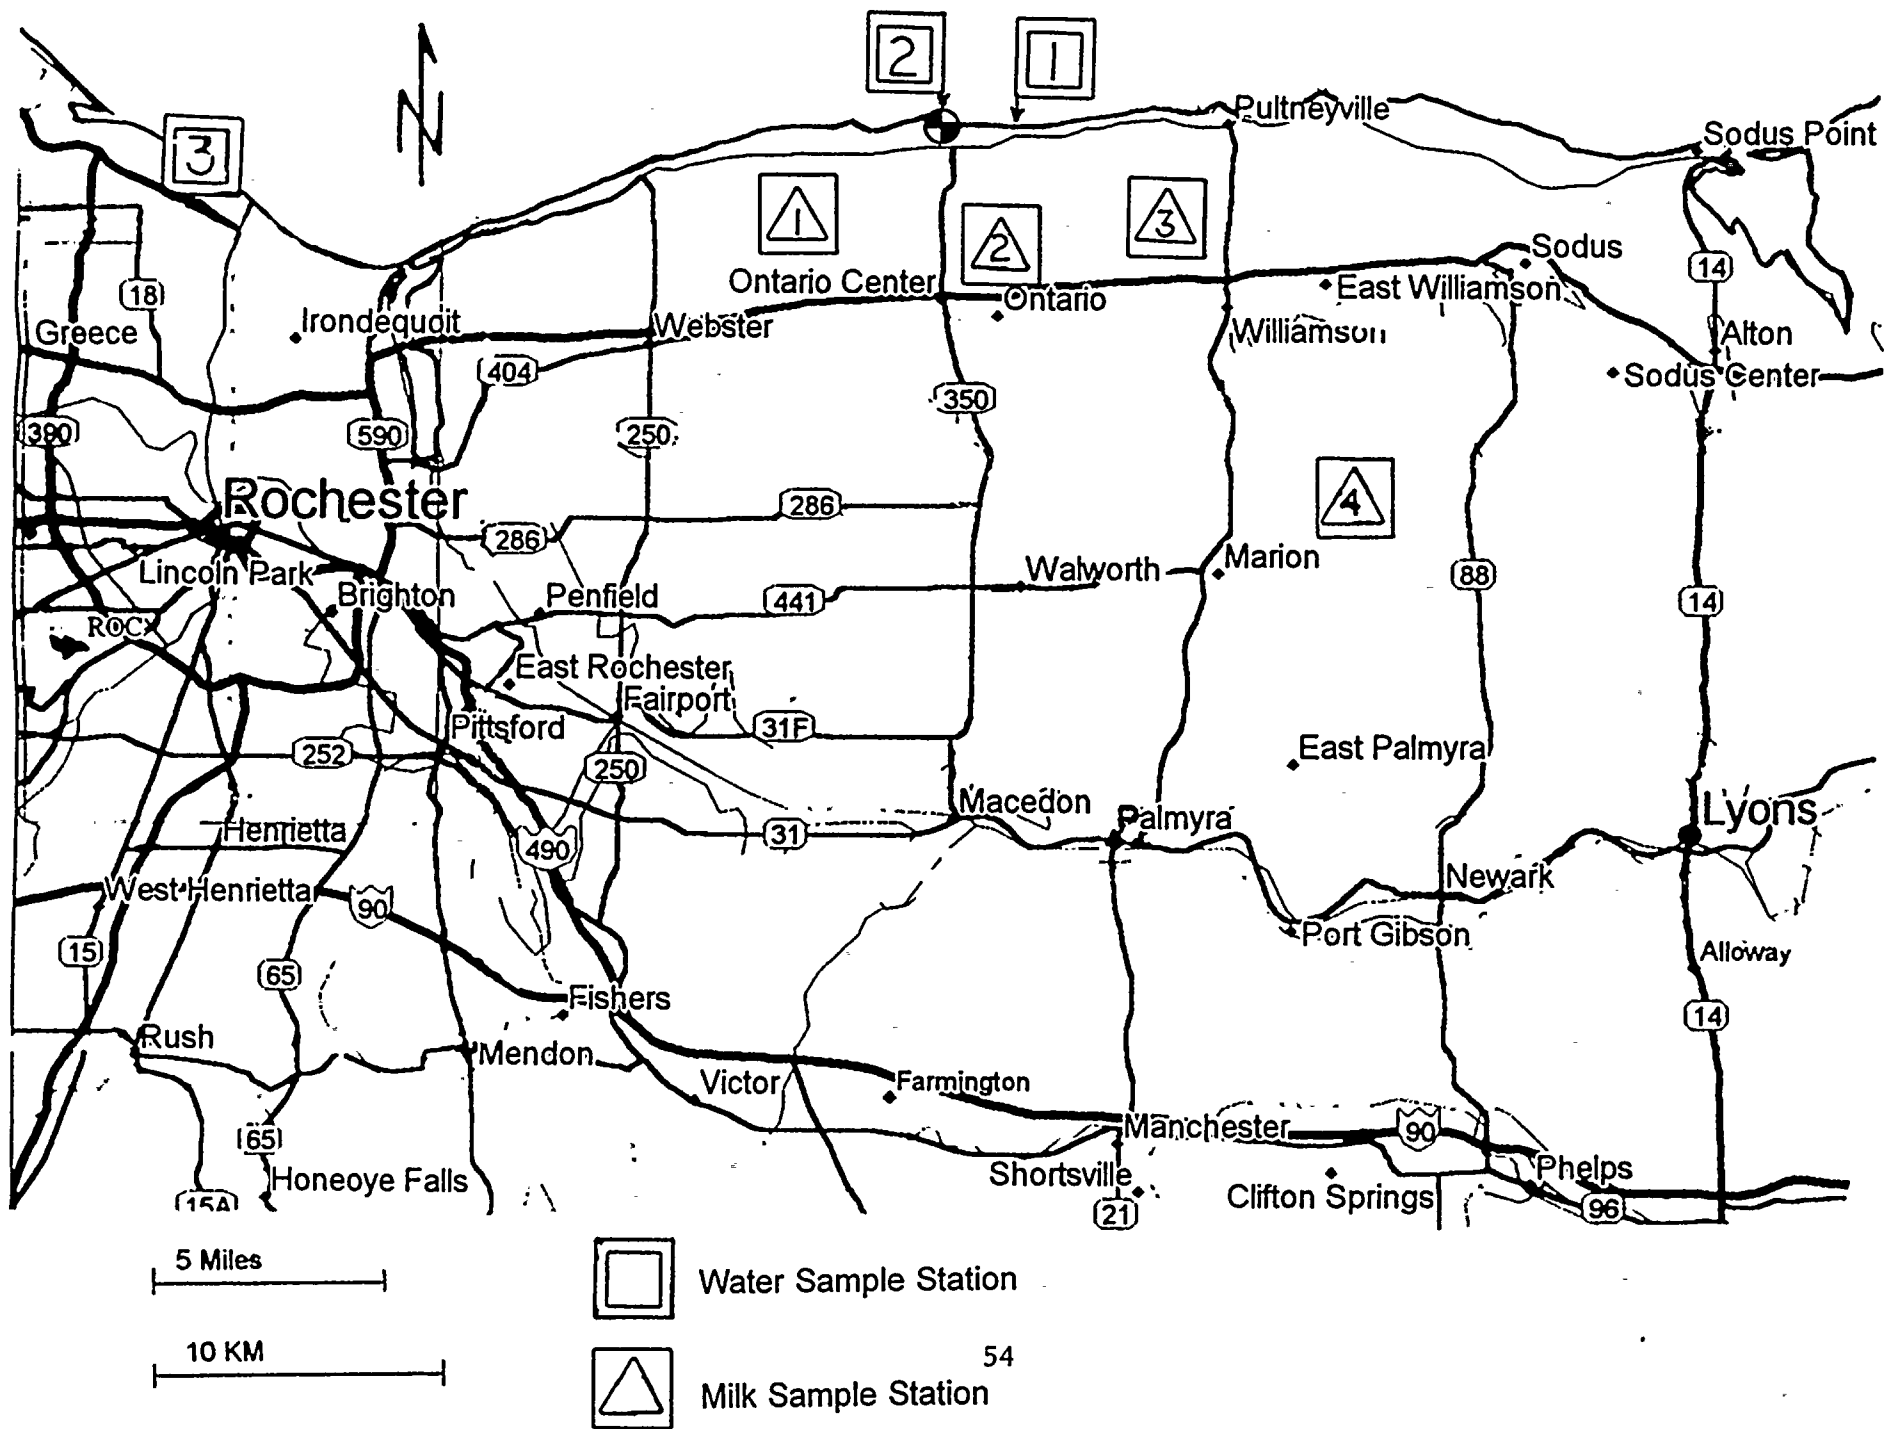 2
1
N
Pultneyville
Sodus Point
3
1
2
3
Sodus
14
18
Ontario Center
Ontario
East Williamson
Irondequoit
Greece
Webster
Williamson
Alton
404
Sodus Center
350
390
590
250
4
Rochester
286
286
Lincoln Park
Walworth
Marion
88
14
Brighton
Penfield
441
ROC
East Rochester
Fairport
Pittsford
31F
252
250
East Palmyra
Macedon
Palmyra
Lyons
Henrietta
31
490
West Henrietta
90
Newark
Port Gibson
15
65
Alloway
Fishers
14
Rush
Mendon
Victor
Farmington
65
Manchester
90
Honeoye Falls
15A
Shortsville
21
Clifton Springs
Phelps
96
5 Miles
Water Sample Station
10 KM
54
Milk Sample Station